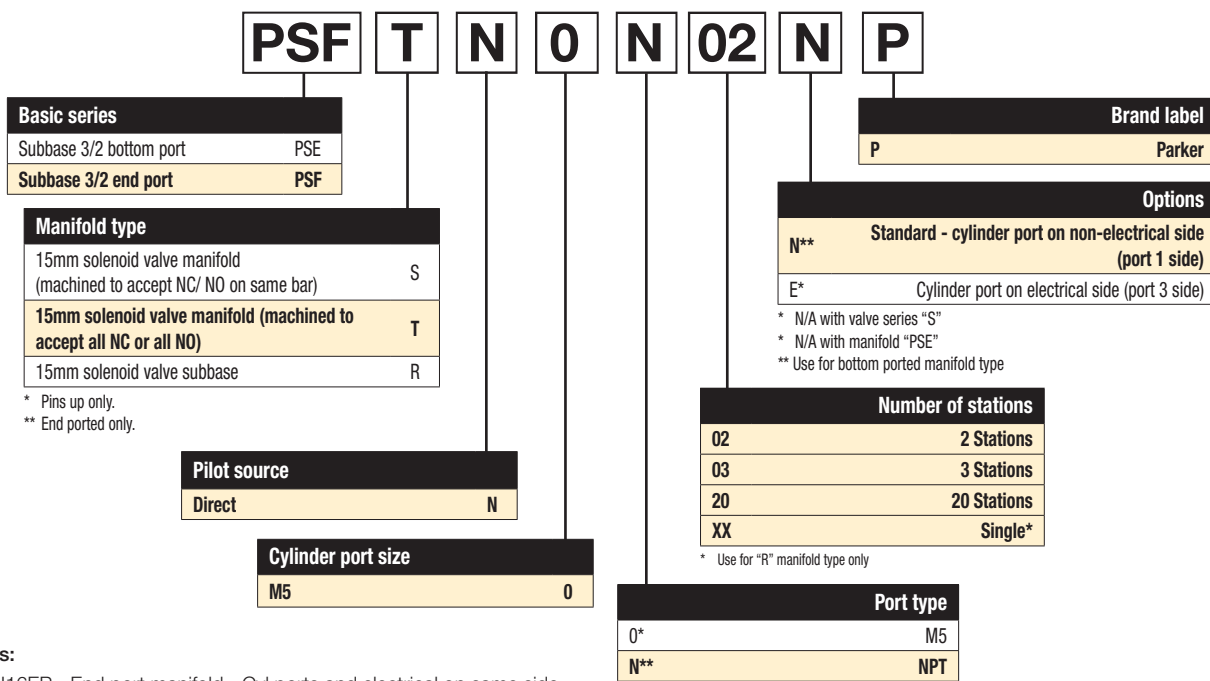 PSF T N 0 N 02 N P
Basic series
Subbase 3/2 bottom port PSE
Subbase 3/2 end port PSF
Manifold type
15mm solenoid valve manifold
(machined to accept NC/ NO on same bar) S
15mm solenoid valve manifold (machined to
accept all NC or all NO) T
15mm solenoid valve subbase R
* Pins up only.
** End ported only.
Pilot source
Direct N
Cylinder port size
M5 0
Brand label
P Parker
Options
N** Standard - cylinder port on non-electrical side
(port 1 side)
E* Cylinder port on electrical side (port 3 side)
* N/A with valve series “S”
* N/A with manifold “PSE”
** Use for bottom ported manifold type
Number of stations
02 2 Stations
03 3 Stations
20 20 Stations
XX Single*
* Use for “R” manifold type only
Port type
0* M5
N** NPT